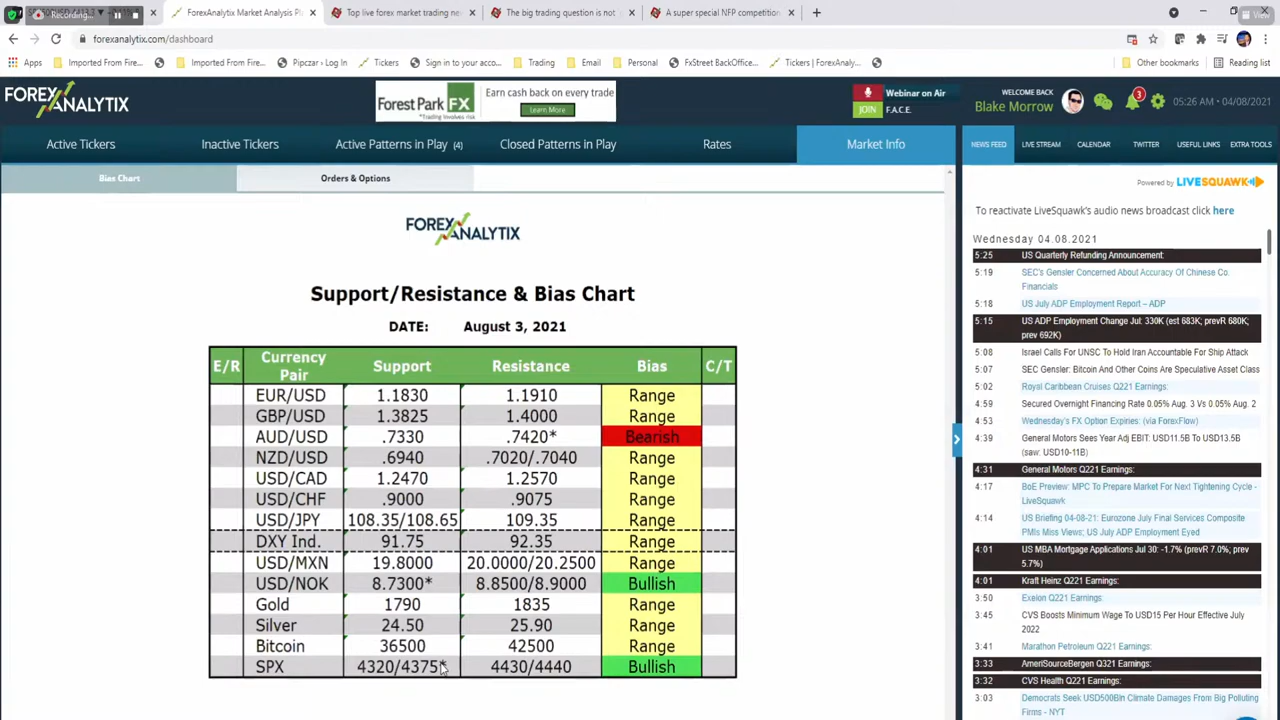 Recording...
ForexAnalytix Market Analysis Pl
Top live forex market trading ne
The big trading question is not
A super special NFP competition
View
forexanalytix.com/dashboard
Apps
Imported From Fire...
Imported From Fire...
Pipczar › Log In
Tickers
Sign in to your acco...
Trading
Email
Personal
FxStreet BackOffice...
Tickers | ForexAnaly...
Other bookmarks
Reading list
FOREX ANALYTIX
Forest Park FX
*Trading involves risk
Earn cash back on every trade
Learn More
Webinar on Air
JOIN
F.A.C.E.
WELCOME BACK
Blake Morrow
3
05:26 AM • 04/08/2021
Active Tickers
Inactive Tickers
Active Patterns in Play (4)
Closed Patterns in Play
Rates
Market Info
NEWS FEED
LIVE STREAM
CALENDAR
TWITTER
USEFUL LINKS
EXTRA TOOLS
Bias Chart
Orders & Options
Powered by LIVESQUAWK
To reactivate LiveSquawk's audio news broadcast click here
FOREX ANALYTIX
Support/Resistance & Bias Chart
DATE: August 3, 2021
E/R Currency Pair Support Resistance Bias C/T
EUR/USD 1.1830 1.1910 Range
GBP/USD 1.3825 1.4000 Range
AUD/USD .7330 .7420* Bearish
NZD/USD .6940 .7020/.7040 Range
USD/CAD 1.2470 1.2570 Range
USD/CHF .9000 .9075 Range
USD/JPY 108.35/108.65 109.35 Range
DXY Ind. 91.75 92.35 Range
USD/MXN 19.8000 20.0000/20.2500 Range
USD/NOK 8.7300* 8.8500/8.9000 Bullish
Gold 1790 1835 Range
Silver 24.50 25.90 Range
Bitcoin 36500 42500 Range
SPX 4320/4375* 4430/4440 Bullish
Wednesday 04.08.2021
5:25 US Quarterly Refunding Announcement:
5:19 SEC's Gensler Concerned About Accuracy Of Chinese Co.
Financials
5:18 US July ADP Employment Report – ADP
5:15 US ADP Employment Change Jul: 330K (est 683K; prevR 680K;
prev 692K)
5:08 Israel Calls For UNSC To Hold Iran Accountable For Ship Attack
5:07 SEC Gensler: Bitcoin And Other Coins Are Speculative Asset Class
5:02 Royal Caribbean Cruises Q221 Earnings:
4:59 Secured Overnight Financing Rate 0.05% Aug. 3 Vs 0.05% Aug. 2
4:53 Wednesday's FX Option Expiries: (via ForexFlow)
4:39 General Motors Sees Year Adj EBIT: USD11.5B To USD13.5B
(saw: USD10-11B)
4:31 General Motors Q221 Earnings:
4:17 BoE Preview: MPC To Prepare Market For Next Tightening Cycle -
LiveSquawk
4:14 US Briefing 04-08-21: Eurozone July Final Services Composite
PMIs Miss Views; US July ADP Employment Eyed
4:01 US MBA Mortgage Applications Jul 30: -1.7% (prevR 7.0%; prev
5.7%)
4:01 Kraft Heinz Q221 Earnings:
3:50 Exelon Q221 Earnings:
3:45 CVS Boosts Minimum Wage To USD15 Per Hour Effective July
2022
3:41 Marathon Petroleum Q221 Earnings:
3:33 AmeriSourceBergen Q321 Earnings:
3:32 CVS Health Q221 Earnings:
3:03 Democrats Seek USD500Bln Climate Damages From Big Polluting
Firms - NYT